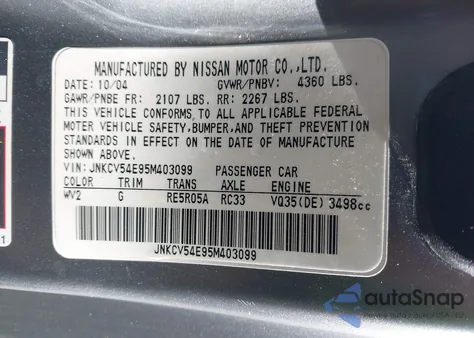 MANUFACTURED BY NISSAN MOTOR CO.,LTD.
DATE: 10/04 GVWR/PNBV: 4360 LBS.
GAWR/PNBE FR: 2107 LBS. RR: 2267 LBS.
THIS VEHICLE CONFORMS TO ALL APPLICABLE FEDERAL
MOTOR VEHICLE SAFETY,BUMPER,AND THEFT PREVENTION
STANDARDS IN EFFECT ON THE DATE OF MANUFACTURE
SHOWN ABOVE.
VIN: JNKCV54E95M403099 PASSENGER CAR
COLOR TRIM TRANS AXLE ENGINE
WV2 G RE5R05A RC33 VQ35(DE) 3498cc
JNKCV54E95M403099
1
autoSnap